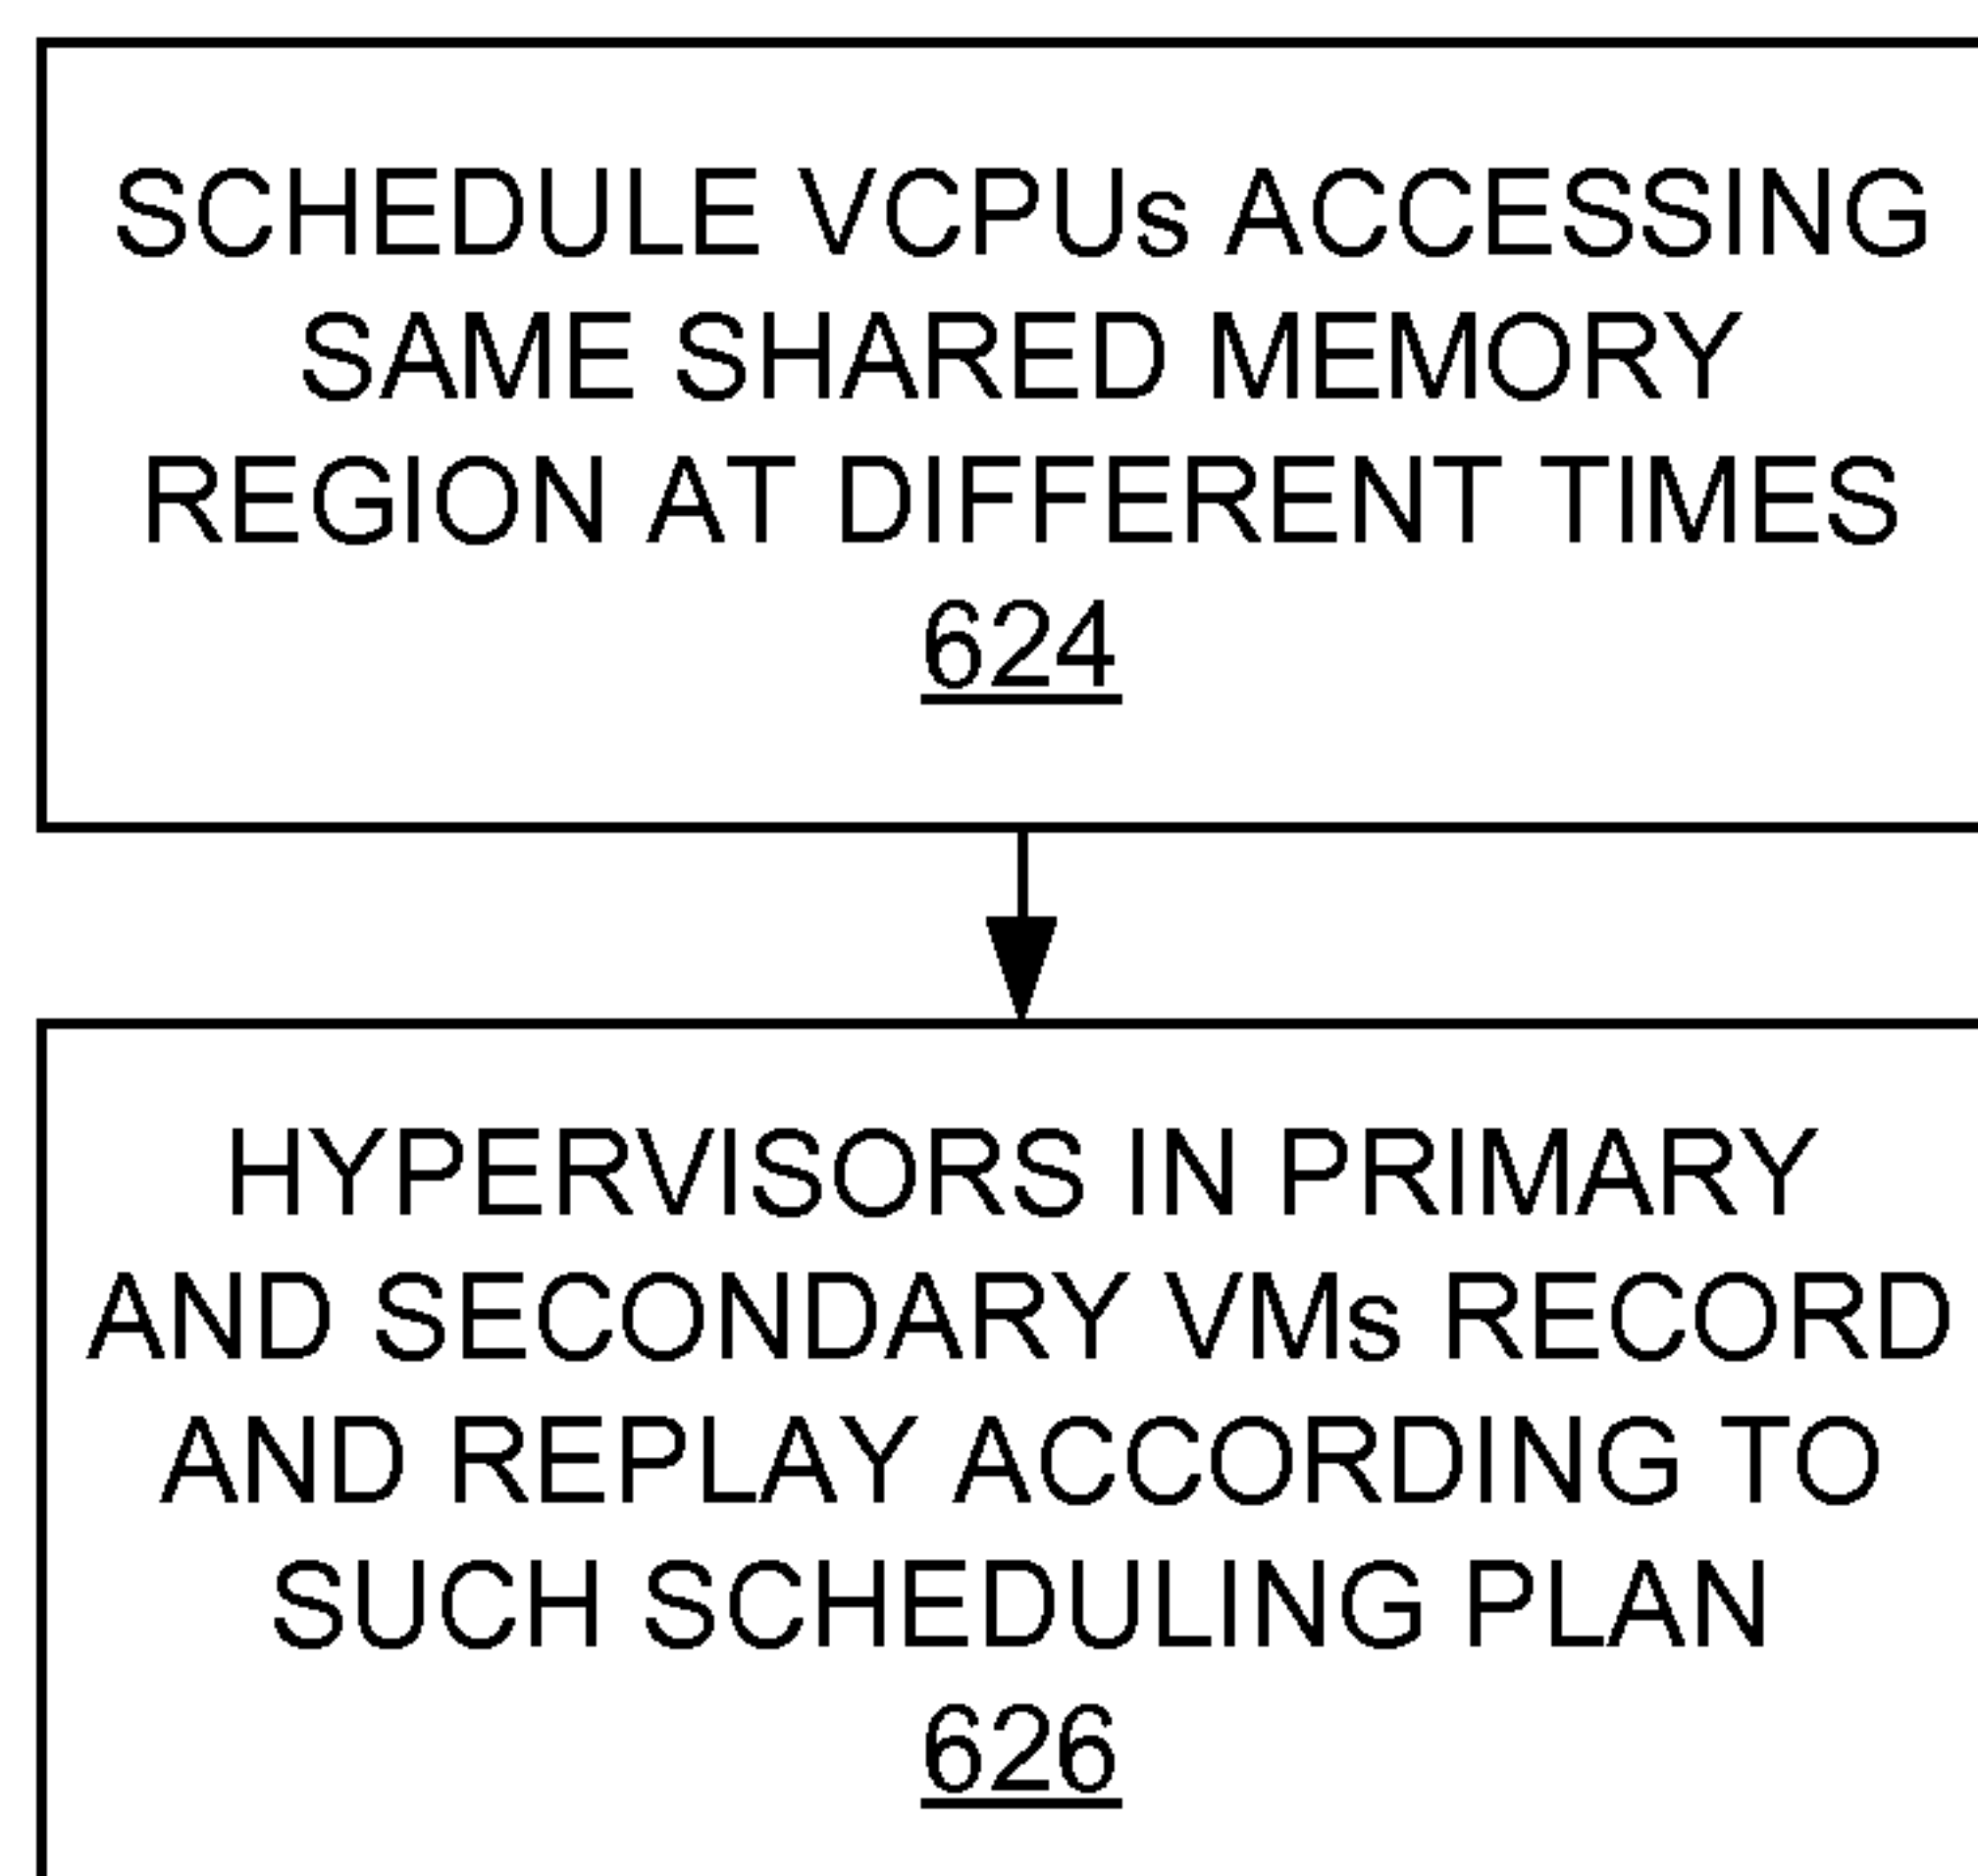 SCHEDULE VCPUs ACCESSING
SAME SHARED MEMORY
REGION AT DIFFERENT TIMES
624
HYPERVISORS IN PRIMARY
AND SECONDARY VMs RECORD
AND REPLAY ACCORDING TO
SUCH SCHEDULING PLAN
626